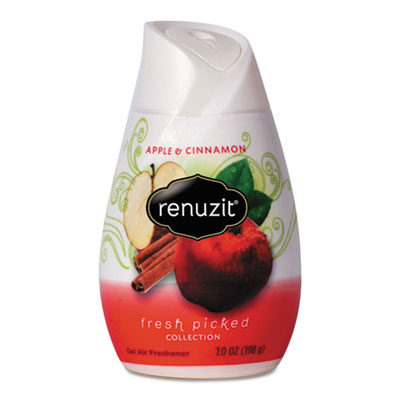 APPLE & CINNAMON
renuzit®
fresh picked
COLLECTION
Gel Air Freshener 7.0 OZ (198 g)